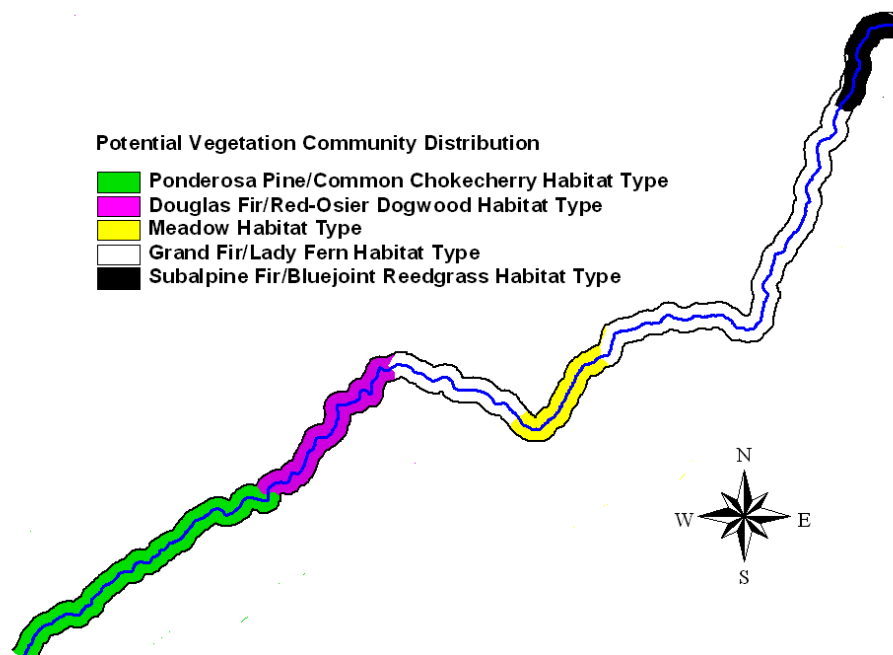 Potential Vegetation Community Distribution
Ponderosa Pine/Common Chokecherry Habitat Type
Douglas Fir/Red-Osier Dogwood Habitat Type
Meadow Habitat Type
Grand Fir/Lady Fern Habitat Type
Subalpine Fir/Bluejoint Reedgrass Habitat Type
N
W E
S